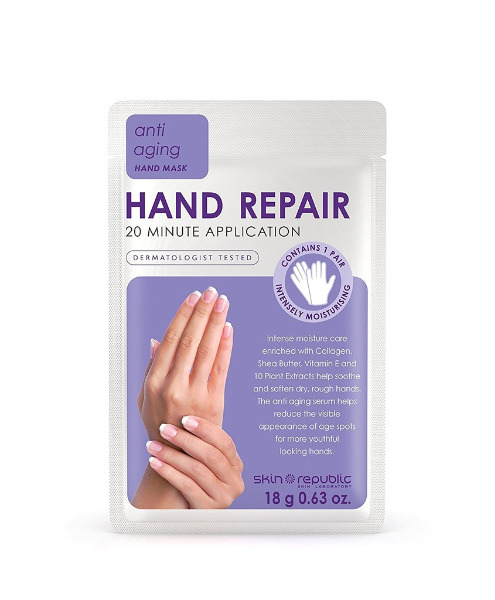 anti
aging
HAND MASK
HAND REPAIR
20 MINUTE APPLICATION
DERMATOLOGIST TESTED
CONTAINS 1 PAIR
INTENSELY MOISTURISING
Intense moisture care
enriched with Collagen,
Shea Butter, Vitamin E and
10 Plant Extracts help soothe
and soften dry, rough hands.
The anti aging serum helps
reduce the visible
appearance of age spots
for more youthful
looking hands.
skin republic
SKIN LABORATORY
18 g 0.63 oz.